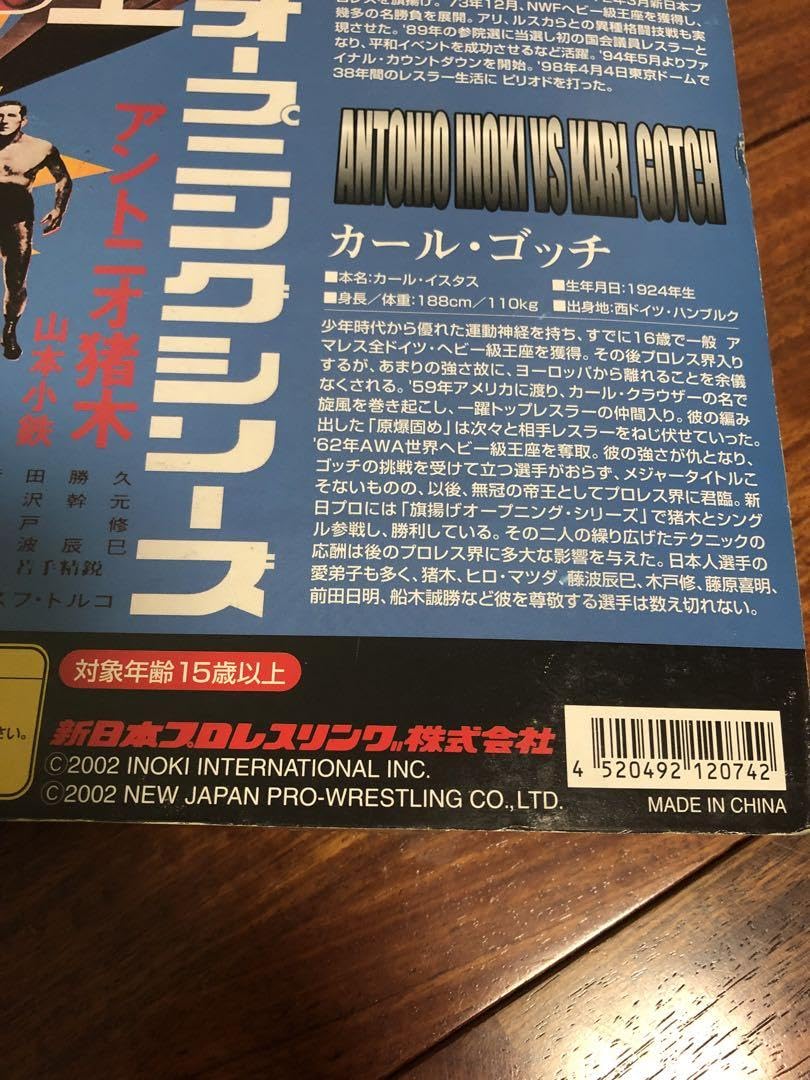 '72年3月新日本プ
ロレスを旗揚げ。'73年12月、NWFヘビー級王座を獲得し、
幾多の名勝負を展開。アリ、ルスカらとの異種格闘技戦も実
現させた。'89年の参院選に当選し初の国会議員レスラーと
なり、平和イベントを成功させるなど活躍。'94年5月よりファ
イナル・カウントダウンを開始。'98年4月4日東京ドームで
38年間のレスラー生活に ピリオドを打った。
ANTONIO INOKI VS KARL GOTCH
カール・ゴッチ
■本名:カール・イスタス ■生年月日:1924年生
■身長/体重:188cm/110kg ■出身地:西ドイツ・ハンブルク
少年時代から優れた運動神経を持ち、すでに16歳で一般 ア
マレス全ドイツ・ヘビー級王座を獲得。その後プロレス界入り
するが、あまりの強さ故に、ヨーロッパから離れることを余儀
なくされる。'59年アメリカに渡り、カール・クラウザーの名で
旋風を巻き起こし、一躍トップレスラーの仲間入り。彼の編み
出した「原爆固め」は次々と相手レスラーをねじ伏せていった。
'62年AWA世界ヘビー級王座を奪取。彼の強さが仇となり、
ゴッチの挑戦を受けて立つ選手がおらず、メジャータイトルこ
そないものの、以後、無冠の帝王としてプロレス界に君臨。新
日プロには「旗揚げオープニング・シリーズ」で猪木とシング
ル参戦し、勝利している。その二人の繰り広げたテクニックの
応酬は後のプロレス界に多大な影響を与えた。日本人選手の
愛弟子も多く、猪木、ヒロ・マツダ、藤波辰巳、木戸修、藤原喜明、
前田日明、船木誠勝など彼を尊敬する選手は数え切れない。
オープニングシリーズ
アントニオ猪木
山本小鉄
田勝久
沢幹元
戸修
波辰巳
若手精鋭
スフ・トルコ
さい。
対象年齢15歳以上
新日本プロレスリング株式会社
©2002 INOKI INTERNATIONAL INC.
©2002 NEW JAPAN PRO-WRESTLING CO.,LTD.
4 520492 120742
MADE IN CHINA